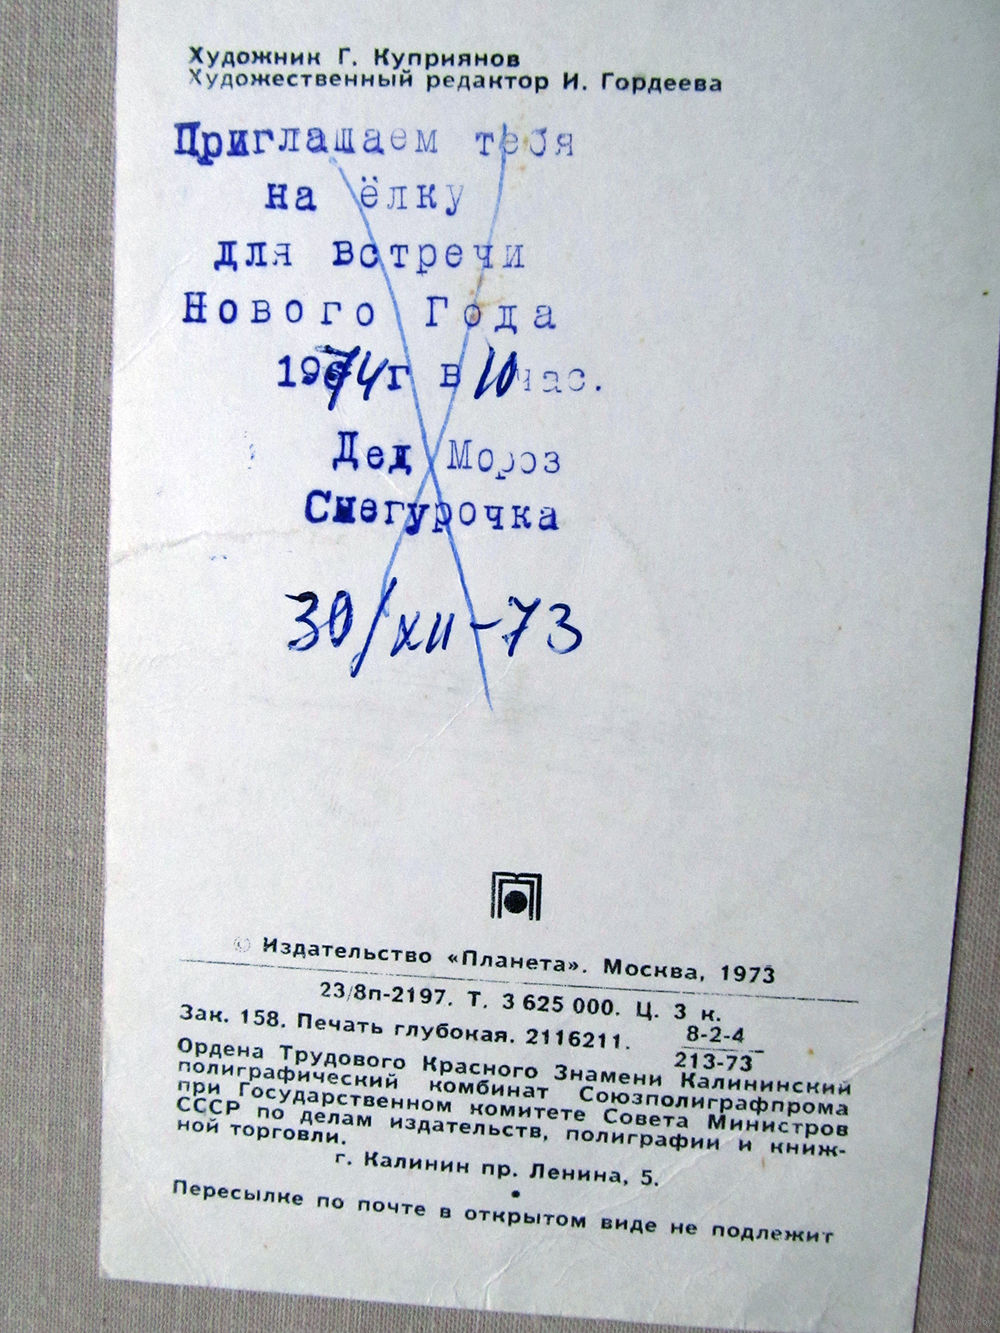 Художник Г. Куприянов
Художественный редактор И. Гордеева
Приглашаем тебя
на ёлку
для встречи
Нового Года
1974г в 10 час.
Дед Мороз
Снегурочка
30/XII-73
© Издательство «Планета». Москва, 1973
23/8п-2197. Т. 3 625 000. Ц. 3 к.
Зак. 158. Печать глубокая. 2116211. 8-2-4
213-73
Ордена Трудового Красного Знамени Калининский
полиграфический комбинат Союзполиграфпрома
при Государственном комитете Совета Министров
СССР по делам издательств, полиграфии и книж-
ной торговли.
г. Калинин пр. Ленина, 5.
Пересылке по почте в открытом виде не подлежит